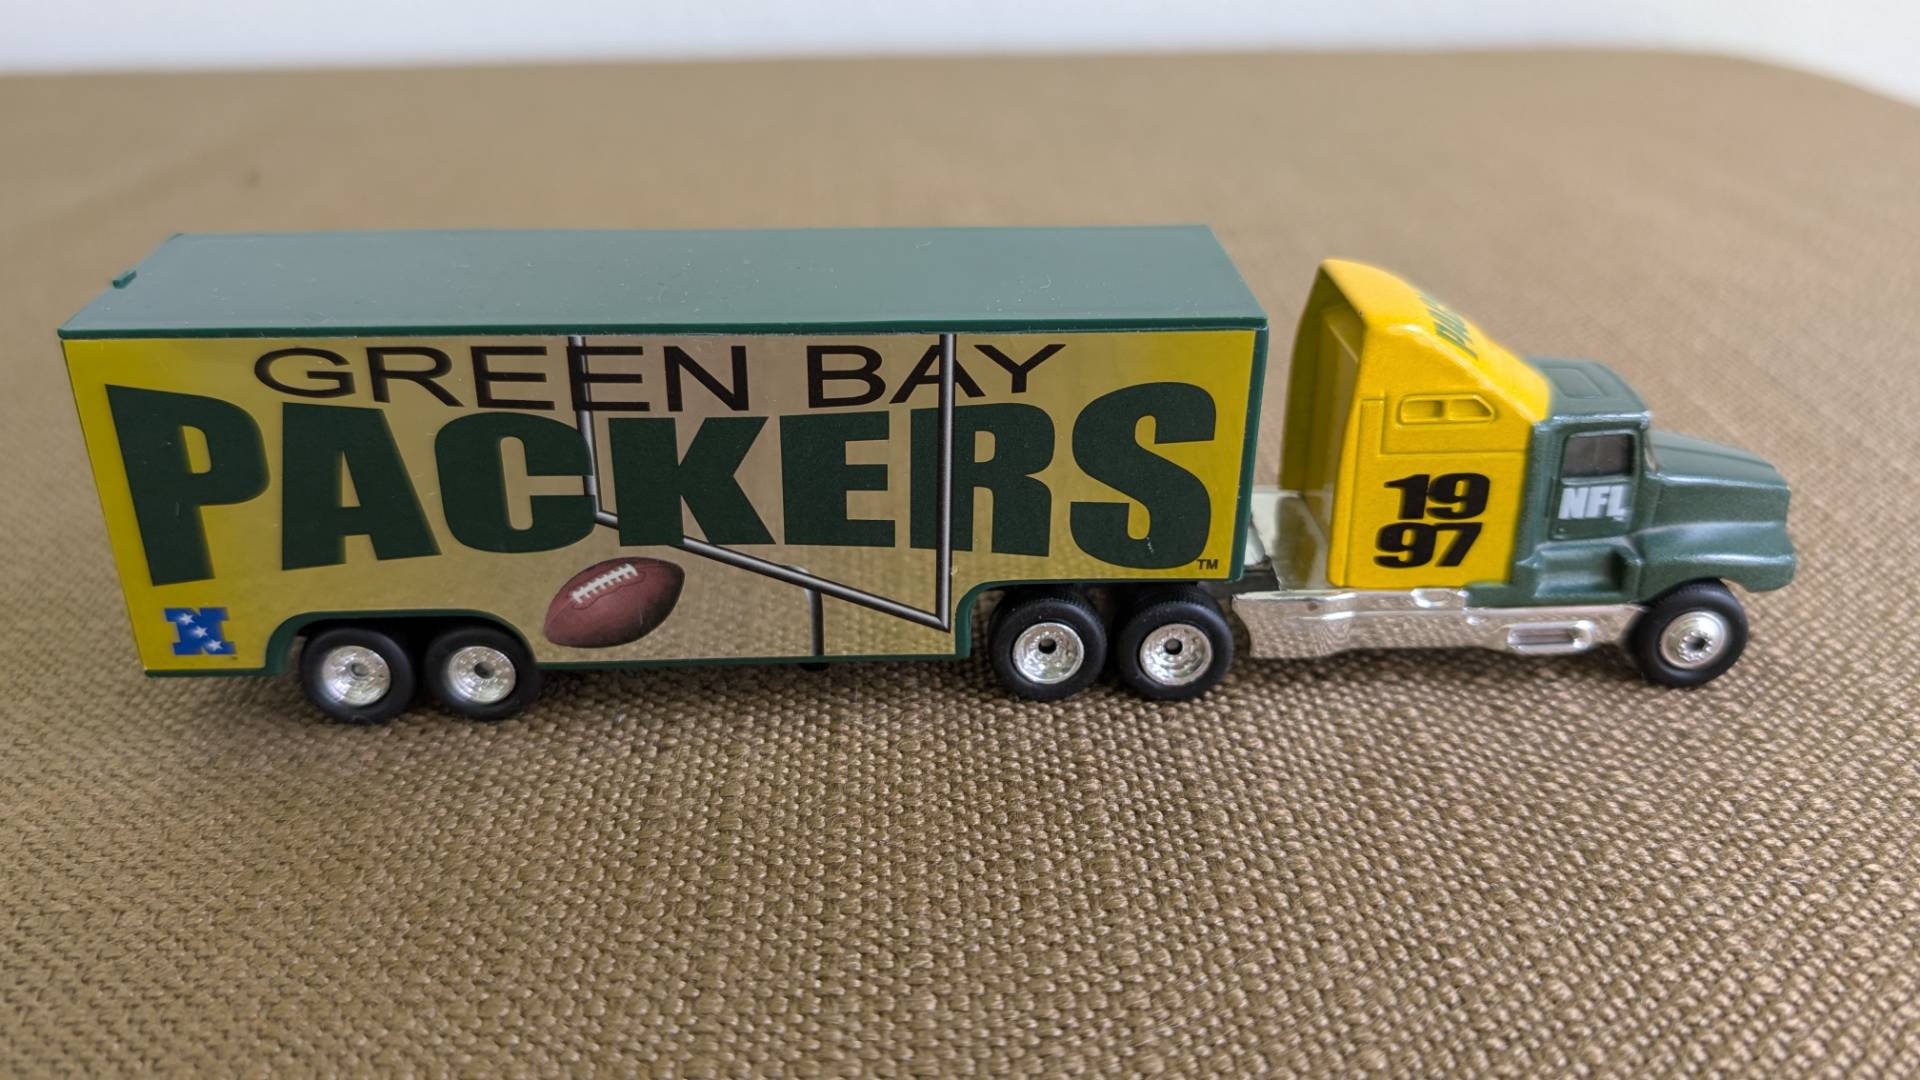 GREEN BAY
PACKERS
TM
N
19
97
NFL